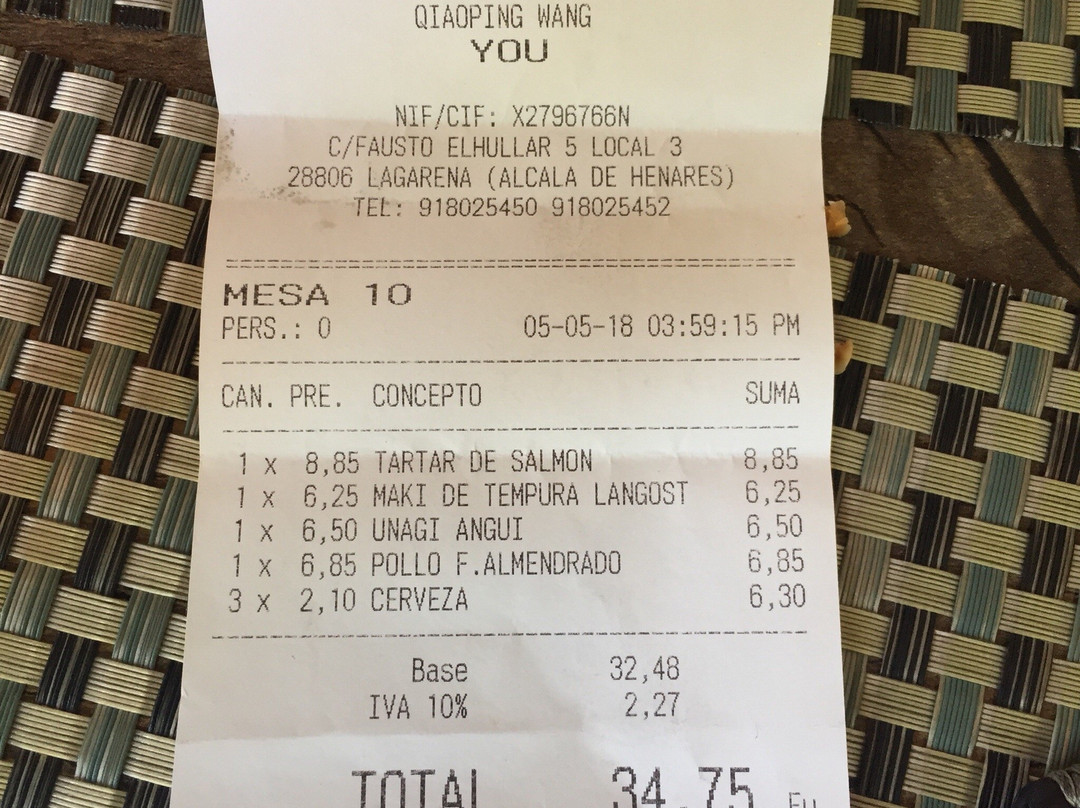 QIAOPING WANG
YOU
NIF/CIF: X2796766N
C/FAUSTO ELHULLAR 5 LOCAL 3
28806 LAGARENA (ALCALA DE HENARES)
TEL: 918025450 918025452
MESA 10
PERS.: 0 05-05-18 03:59:15 PM
CAN. PRE. CONCEPTO SUMA
1 x 8,85 TARTAR DE SALMON 8,85
1 x 6,25 MAKI DE TEMPURA LANGOST 6,25
1 x 6,50 UNAGI ANGUI 6,50
1 x 6,85 POLLO F.ALMENDRADO 6,85
3 x 2,10 CERVEZA 6,30
Base 32,48
IVA 10% 2,27
TOTAL 34,75 Eu